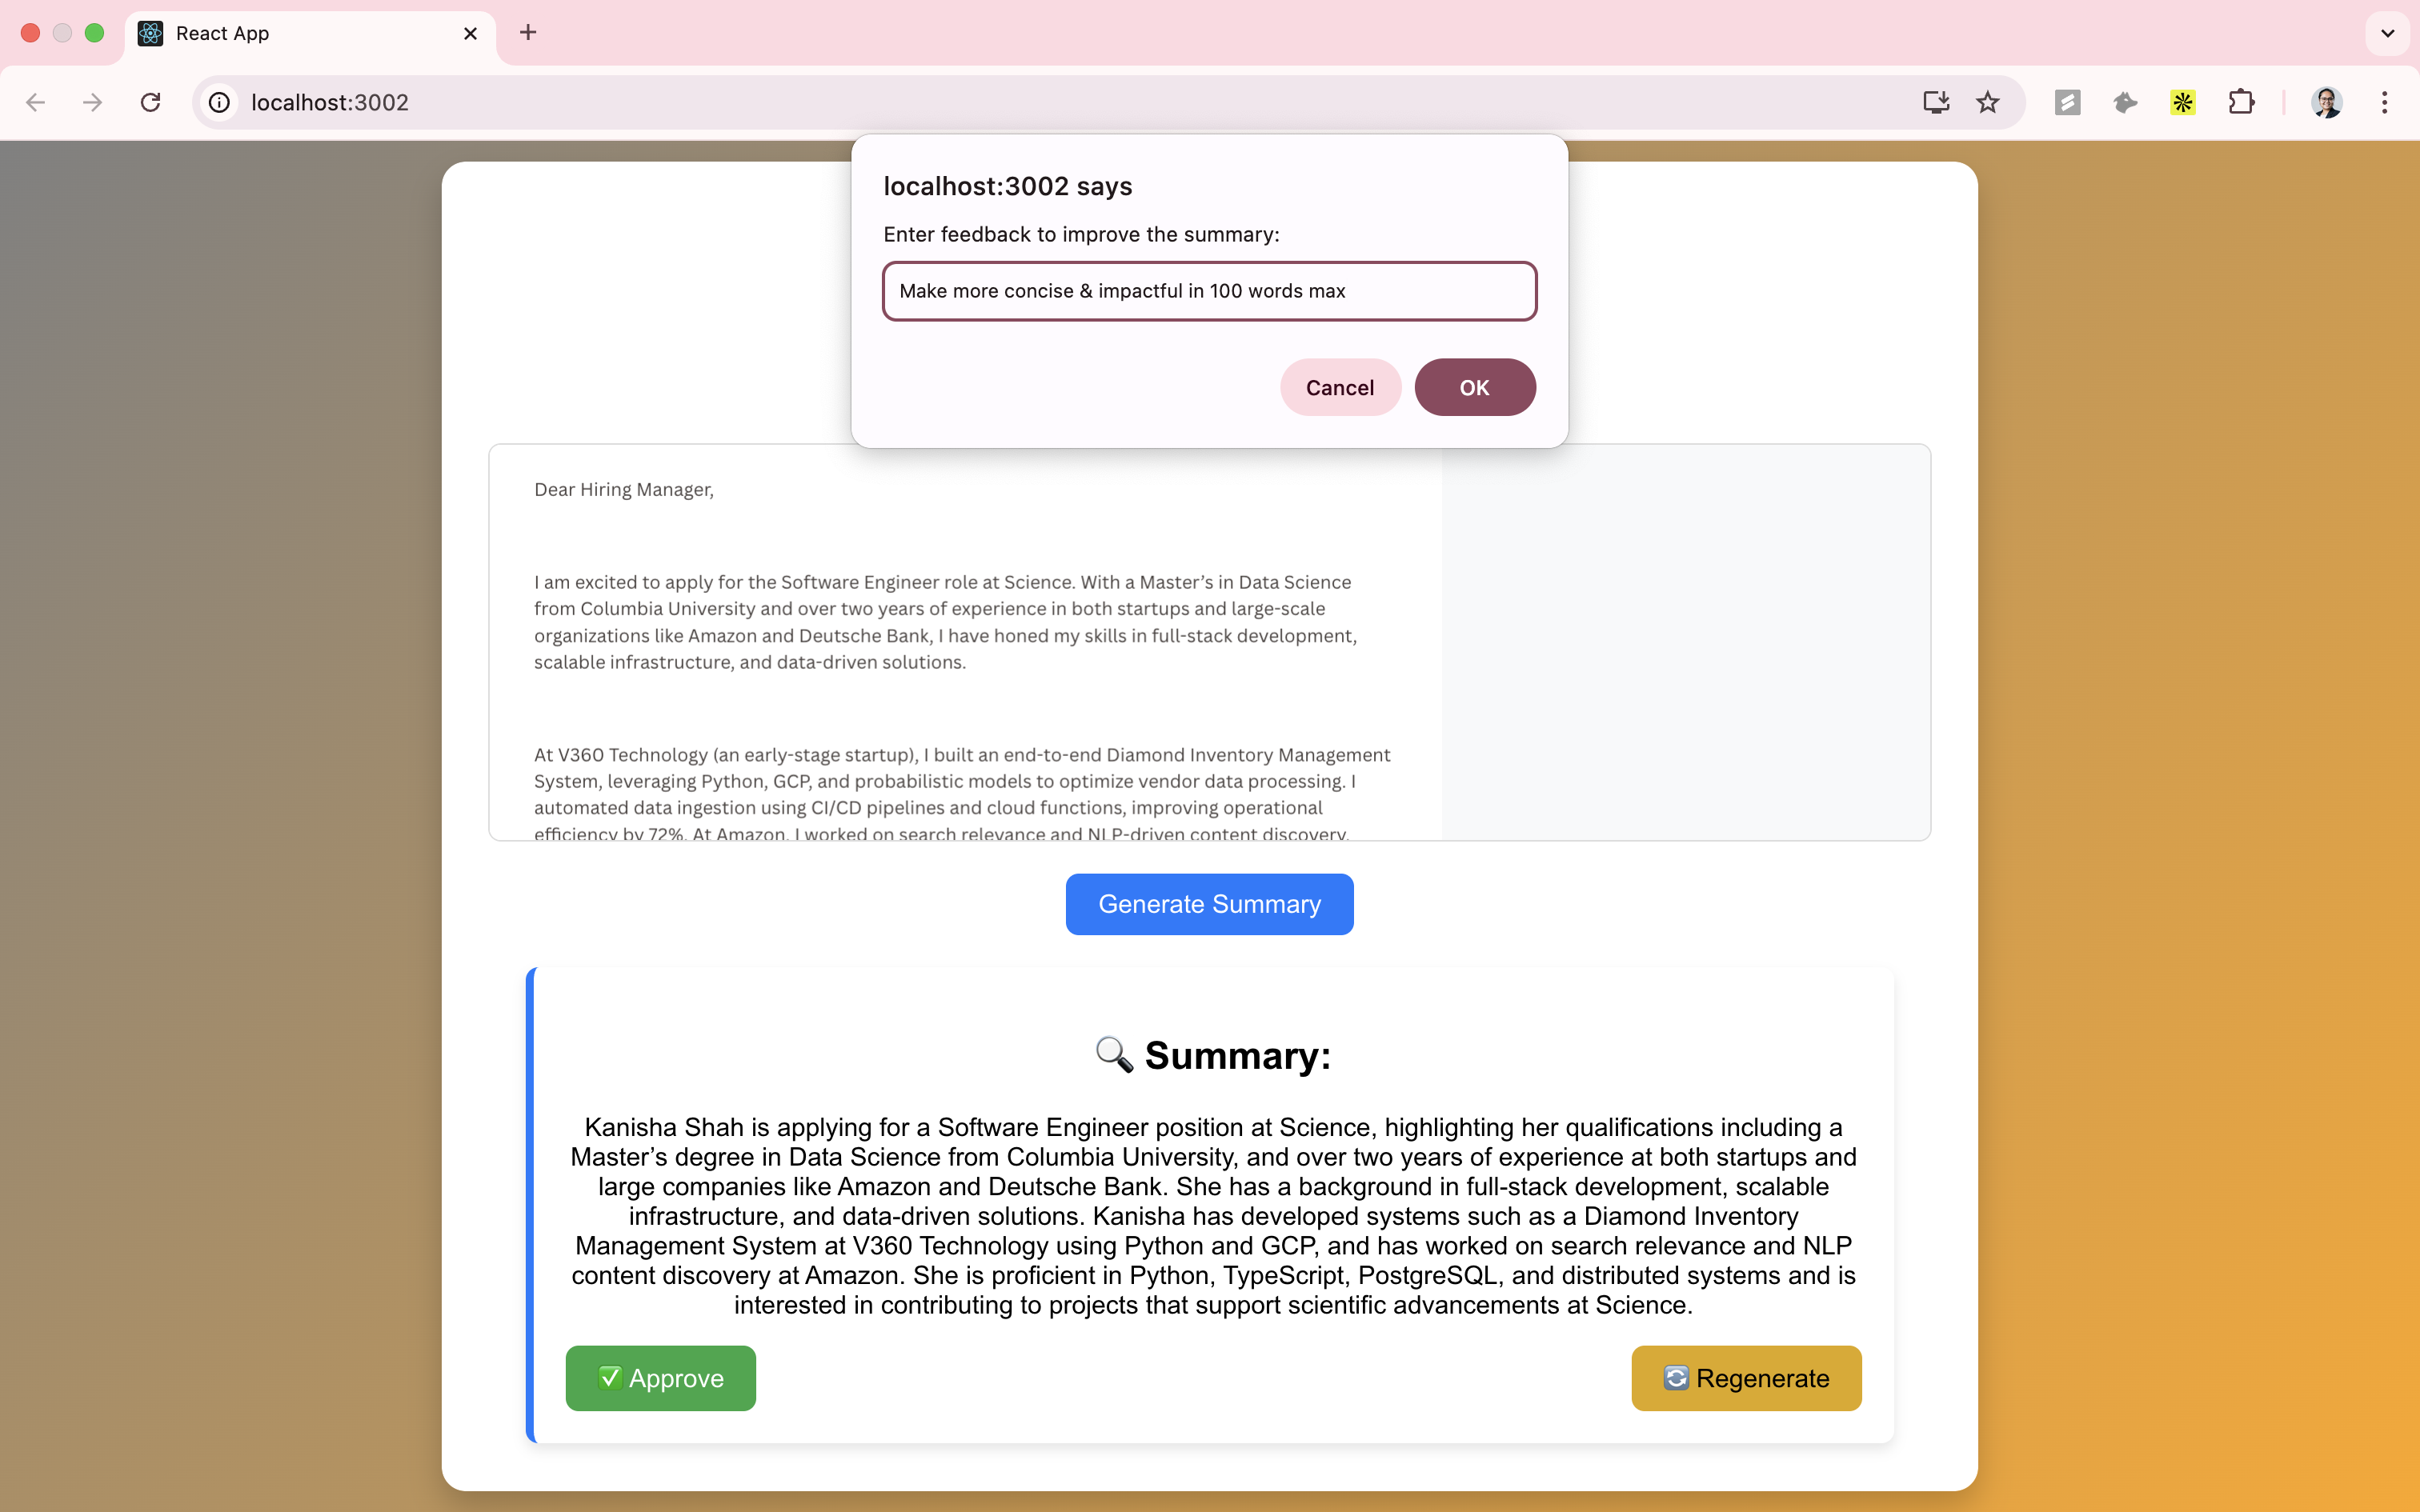 React App
localhost:3002
localhost:3002 says
Enter feedback to improve the summary:
Make more concise & impactful in 100 words max
Cancel
OK
Dear Hiring Manager,
I am excited to apply for the Software Engineer role at Science. With a Master’s in Data Science
from Columbia University and over two years of experience in both startups and large-scale
organizations like Amazon and Deutsche Bank, I have honed my skills in full-stack development,
scalable infrastructure, and data-driven solutions.
At V360 Technology (an early-stage startup), I built an end-to-end Diamond Inventory Management
System, leveraging Python, GCP, and probabilistic models to optimize vendor data processing. I
automated data ingestion using CI/CD pipelines and cloud functions, improving operational
efficiency by 72%. At Amazon, I worked on search relevance and NLP-driven content discovery,
Generate Summary
🔍 Summary:
Kanisha Shah is applying for a Software Engineer position at Science, highlighting her qualifications including a
Master’s degree in Data Science from Columbia University, and over two years of experience at both startups and
large companies like Amazon and Deutsche Bank. She has a background in full-stack development, scalable
infrastructure, and data-driven solutions. Kanisha has developed systems such as a Diamond Inventory
Management System at V360 Technology using Python and GCP, and has worked on search relevance and NLP
content discovery at Amazon. She is proficient in Python, TypeScript, PostgreSQL, and distributed systems and is
interested in contributing to projects that support scientific advancements at Science.
✅ Approve
🔄 Regenerate